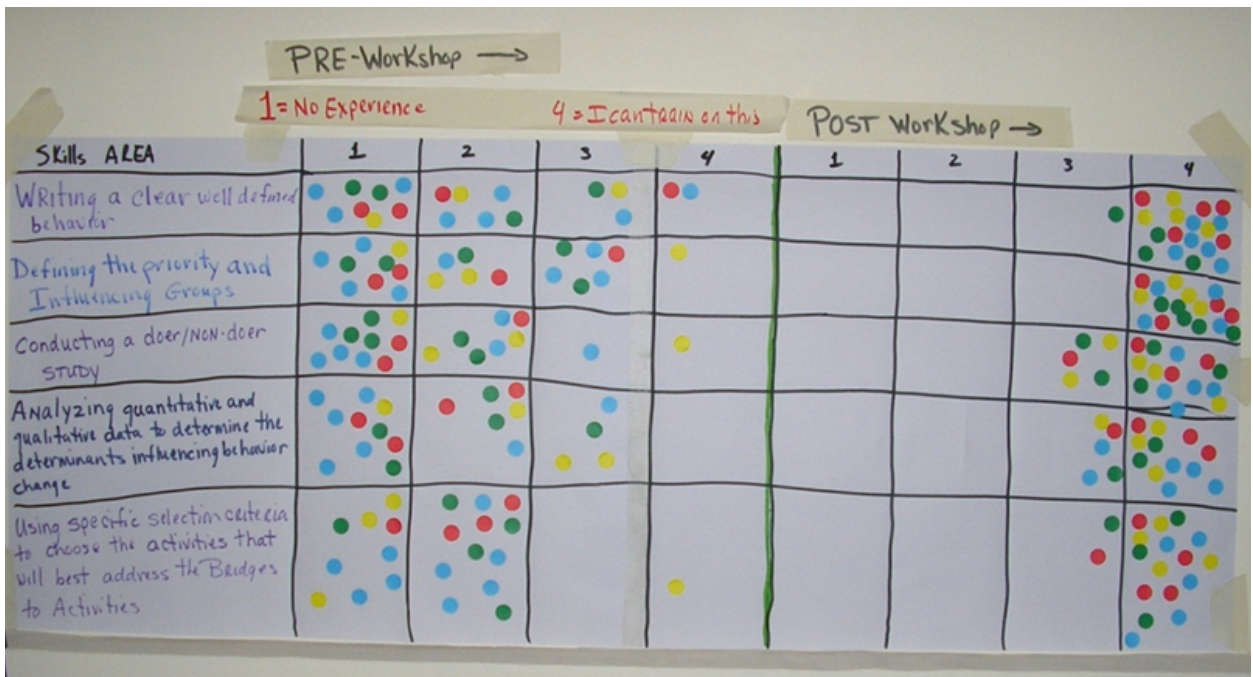 PRE-Workshop →
1 = No Experience 4 = I can train on this
POST Workshop →
Skills AREA 1 2 3 4 1 2 3 4
Writing a clear well defined
behavior
Defining the priority and
Influencing Groups
Conducting a doer/NON-doer
STUDY
Analyzing quantitative and
qualitative data to determine the
determinants influencing behavior
change
Using specific selection criteria
to choose the activities that
will best address the Bridges
to Activities